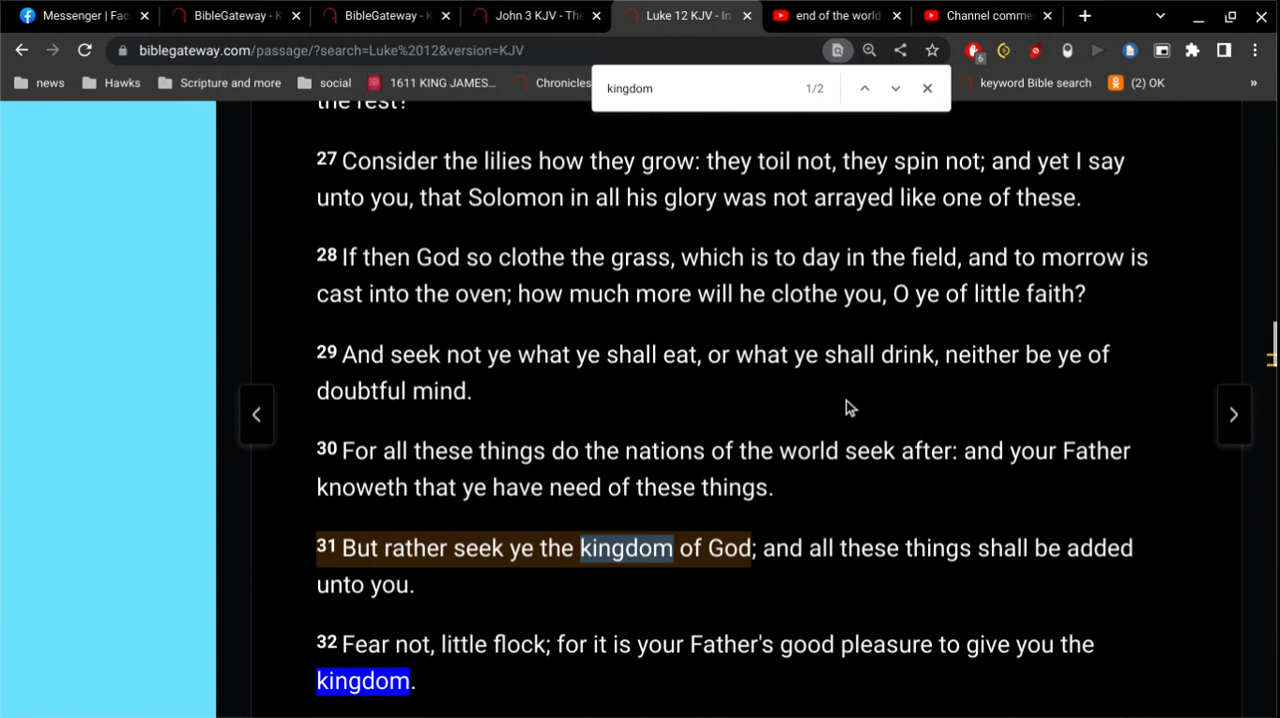 Messenger | Fac
BibleGateway - K
BibleGateway - K
John 3 KJV - The
Luke 12 KJV - In
end of the world
Channel comme
biblegateway.com/passage/?search=Luke%2012&version=KJV
6
news
Hawks
Scripture and more
social
1611 KING JAMES...
Chronicles
keyword Bible search
(2) OK
»
kingdom
1/2
the rest?
27 Consider the lilies how they grow: they toil not, they spin not; and yet I say
unto you, that Solomon in all his glory was not arrayed like one of these.
28 If then God so clothe the grass, which is to day in the field, and to morrow is
cast into the oven; how much more will he clothe you, O ye of little faith?
29 And seek not ye what ye shall eat, or what ye shall drink, neither be ye of
doubtful mind.
30 For all these things do the nations of the world seek after: and your Father
knoweth that ye have need of these things.
31 But rather seek ye the kingdom of God; and all these things shall be added
unto you.
32 Fear not, little flock; for it is your Father's good pleasure to give you the
kingdom.